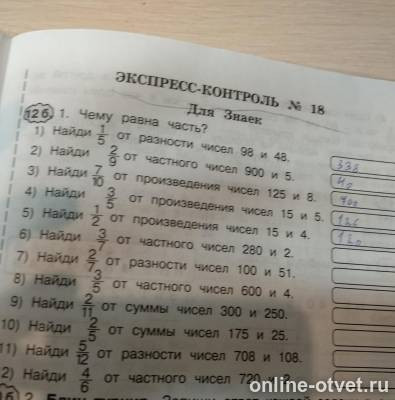 ЭКСПРЕСС-КОНТРОЛЬ № 18
Для Знаек
12б. 1. Чему равна часть?
1) Найди 1/5 от разности чисел 98 и 48.
2) Найди 2/9 от частного чисел 900 и 5.
3) Найди 7/10 от произведения чисел 125 и 8.
4) Найди 3/5 от произведения чисел 15 и 5.
5) Найди 1/2 от произведения чисел 15 и 4.
6) Найди 3/7 от частного чисел 280 и 2.
7) Найди 2/7 от разности чисел 100 и 51.
8) Найди 3/5 от частного чисел 600 и 4.
9) Найди 2/11 от суммы чисел 300 и 250.
10) Найди 2/5 от суммы чисел 175 и 25.
11) Найди 5/12 от разности чисел 708 и 108.
2) Найди 4/6 от частного чисел 720 и 2.
40
700
120
online-otvet.ru